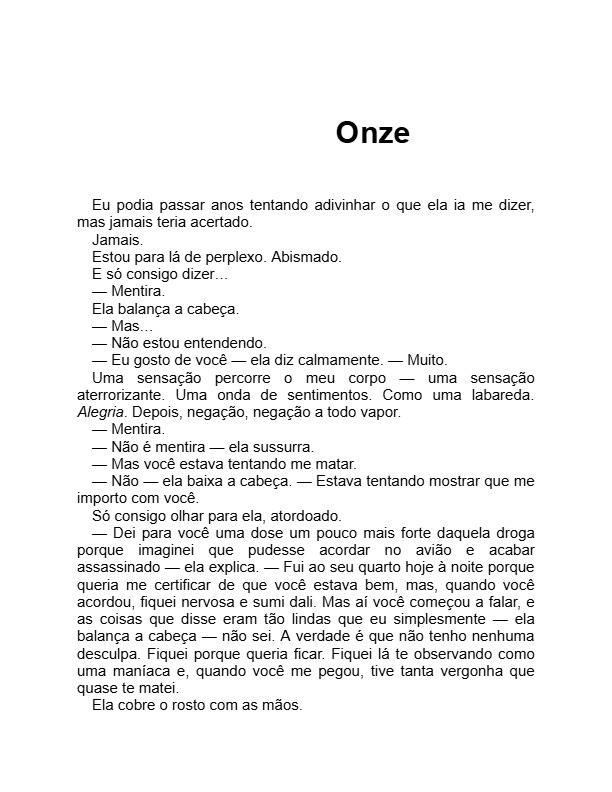 Onze
Eu podia passar anos tentando adivinhar o que ela ia me dizer,
mas jamais teria acertado.
Jamais.
Estou para lá de perplexo. Abismado.
E só consigo dizer…
— Mentira.
Ela balança a cabeça.
— Mas…
— Não estou entendendo.
— Eu gosto de você — ela diz calmamente. — Muito.
Uma sensação percorre o meu corpo — uma sensação
aterrorizante. Uma onda de sentimentos. Como uma labareda.
Alegria. Depois, negação, negação a todo vapor.
— Mentira.
— Não é mentira — ela sussurra.
— Mas você estava tentando me matar.
— Não — ela baixa a cabeça. — Estava tentando mostrar que me
importo com você.
Só consigo olhar para ela, atordoado.
— Dei para você uma dose um pouco mais forte daquela droga
porque imaginei que pudesse acordar no avião e acabar
assassinado — ela explica. — Fui ao seu quarto hoje à noite porque
queria me certificar de que você estava bem, mas, quando você
acordou, fiquei nervosa e sumi dali. Mas aí você começou a falar, e
as coisas que disse eram tão lindas que eu simplesmente — ela
balança a cabeça — não sei. A verdade é que não tenho nenhuma
desculpa. Fiquei porque queria ficar. Fiquei lá te observando como
uma maníaca e, quando você me pegou, tive tanta vergonha que
quase te matei.
Ela cobre o rosto com as mãos.